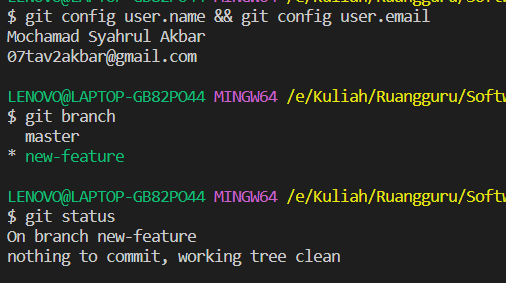 $ git config user.name && git config user.email
Mochamad Syahrul Akbar
07tav2akbar@gmail.com
LENOVO@LAPTOP-GB82PO44 MINGW64 /e/Kuliah/Ruangguru/Softw
$ git branch
master
* new-feature
LENOVO@LAPTOP-GB82PO44 MINGW64 /e/Kuliah/Ruangguru/Softw
$ git status
On branch new-feature
nothing to commit, working tree clean